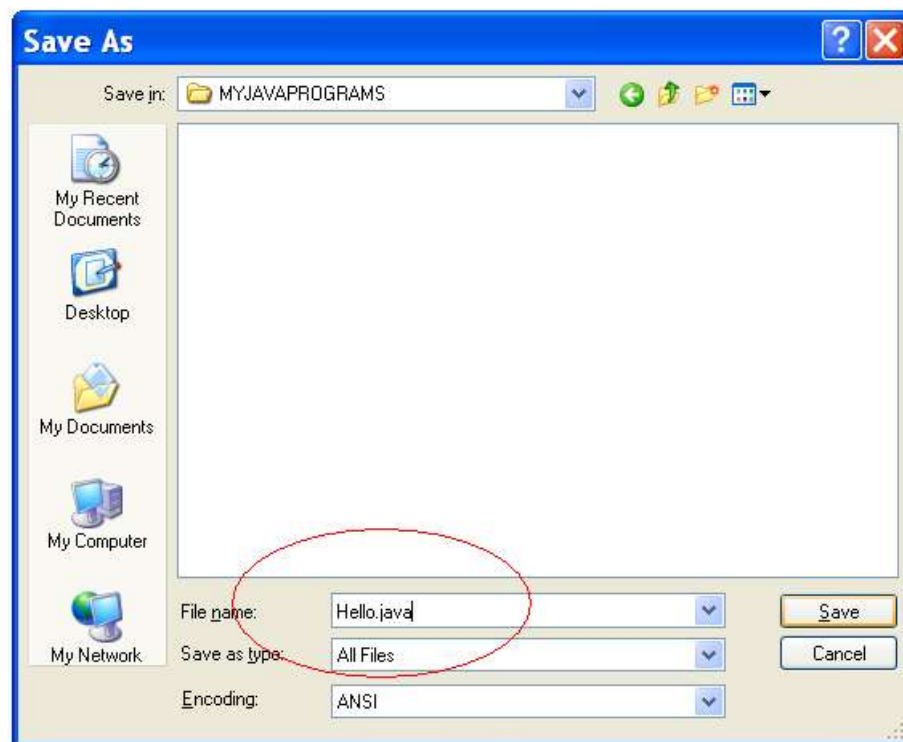 Save As
Save in:
MYJAVAPROGRAMS
My Recent
Documents
Desktop
My Documents
My Computer
My Network
File name:
Hello.java
Save
Save as type:
All Files
Cancel
Encoding:
ANSI